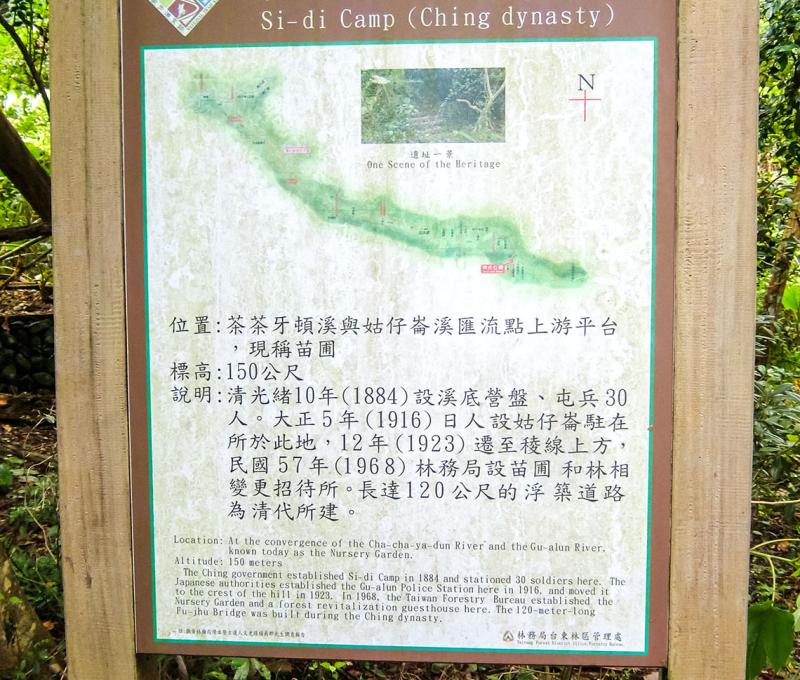 Si-di Camp (Ching dynasty)
N
遺址一景
One Scene of the Heritage
位置:茶茶牙頓溪與姑仔崙溪匯流點上游平台
，現稱苗圃
標高:150公尺
說明:清光緒10年(1884)設溪底營盤、屯兵30
人。大正5年(1916)日人設姑仔崙駐在
所於此地，12年(1923)遷至稜線上方，
民國57年(1968)林務局設苗圃 和林相
變更招待所。長達120公尺的浮築道路
為清代所建。
Location: At the convergence of the Cha-cha-ya-dun River and the Gu-alun River,
known today as the Nursery Garden.
Altitude: 150 meters
The Ching government established Si-di Camp in 1884 and stationed 30 soldiers here. The
Japanese authorities established the Gu-alun Police Station here in 1916, and moved it
to the crest of the hill in 1923. In 1968, the Taiwan Forestry Bureau established the
Nursery Garden and a forest revitalization guesthouse here. The 120-meter-long
Fu-jhu Bridge was built during the Ching dynasty.
林務局台東林區管理處
Taitung Forest District Office, Forestry Bureau